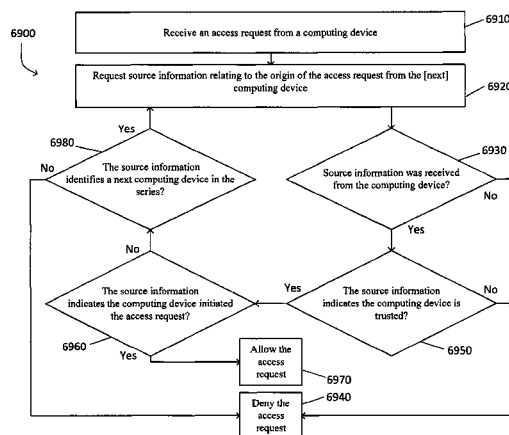 6900
6910
Receive an access request from a computing device
Request source information relating to the origin of the access request from the [next]
computing device
6920
Yes
6980
No
The source information
identifies a next computing device in the
series?
6930
Source information was received
from the computing device?
No
Yes
No
The source information
indicates the computing device initiated
the access request?
6960
Yes
Yes
The source information
indicates the computing device is
trusted?
No
6950
Allow the
access
request
6970
6940
Deny the
access
request